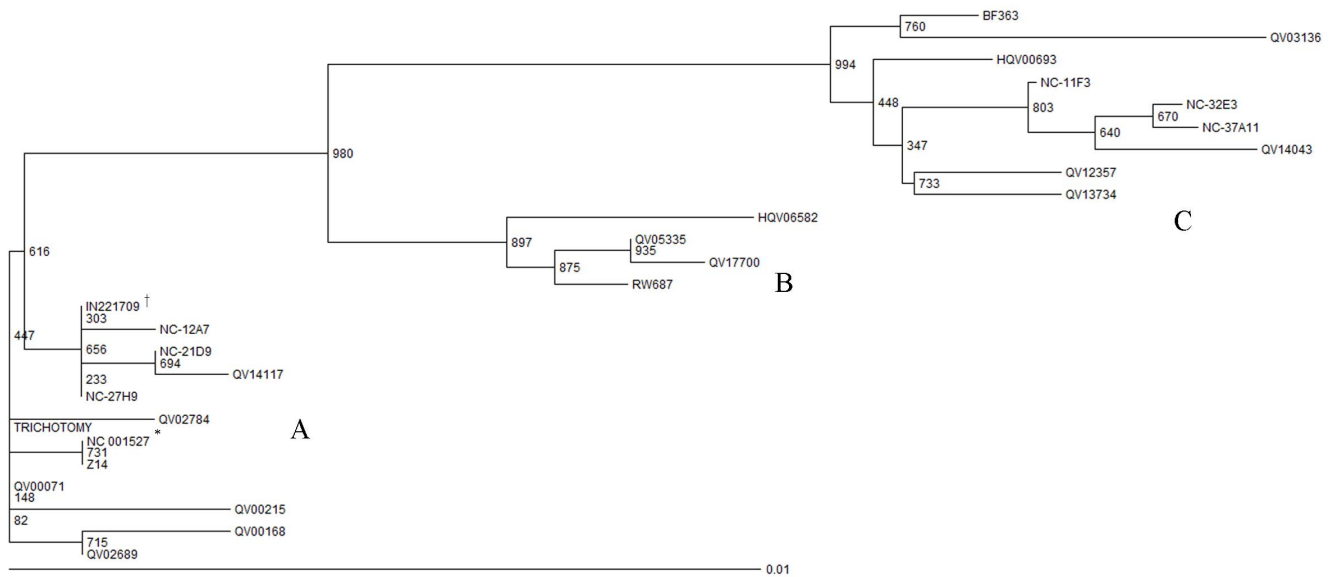 BF363
760
QV03136
HQV00693
994
NC-11F3
448
NC-32E3
803
670
NC-37A11
640
347
QV14043
980
QV12357
733
QV13734
C
HQV06582
897
QV05335
935
616
QV17700
875
B
RW687
IN221709 †
303
NC-12A7
447
656
NC-21D9
694
QV14117
233
NC-27H9
QV02784
TRICHOTOMY
A
NC 001527 *
731
Z14
QV00071
148
QV00215
82
QV00168
715
QV02689
0.01